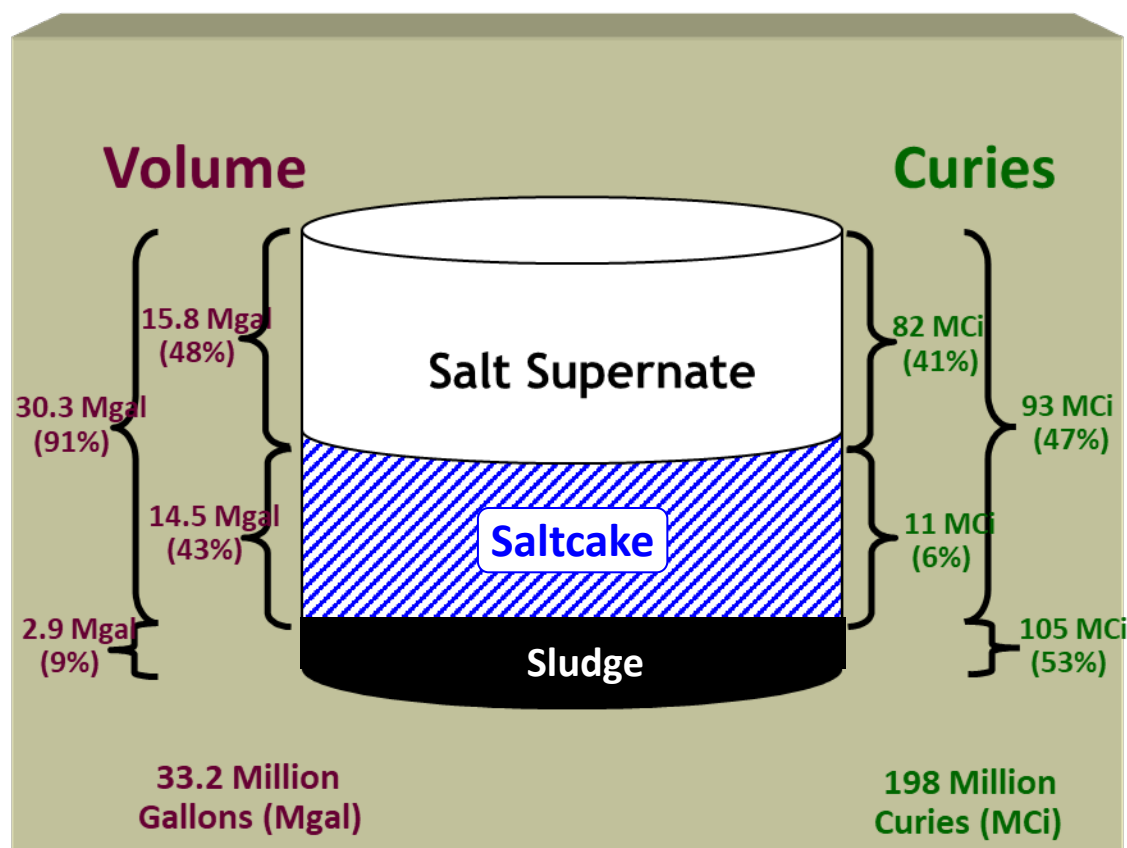 Volume
Curies
15.8 Mgal
(48%)
82 MCi
(41%)
Salt Supernate
30.3 Mgal
(91%)
93 MCi
(47%)
14.5 Mgal
(43%)
Saltcake
11 MCi
(6%)
2.9 Mgal
(9%)
Sludge
105 MCi
(53%)
33.2 Million
Gallons (Mgal)
198 Million
Curies (MCi)